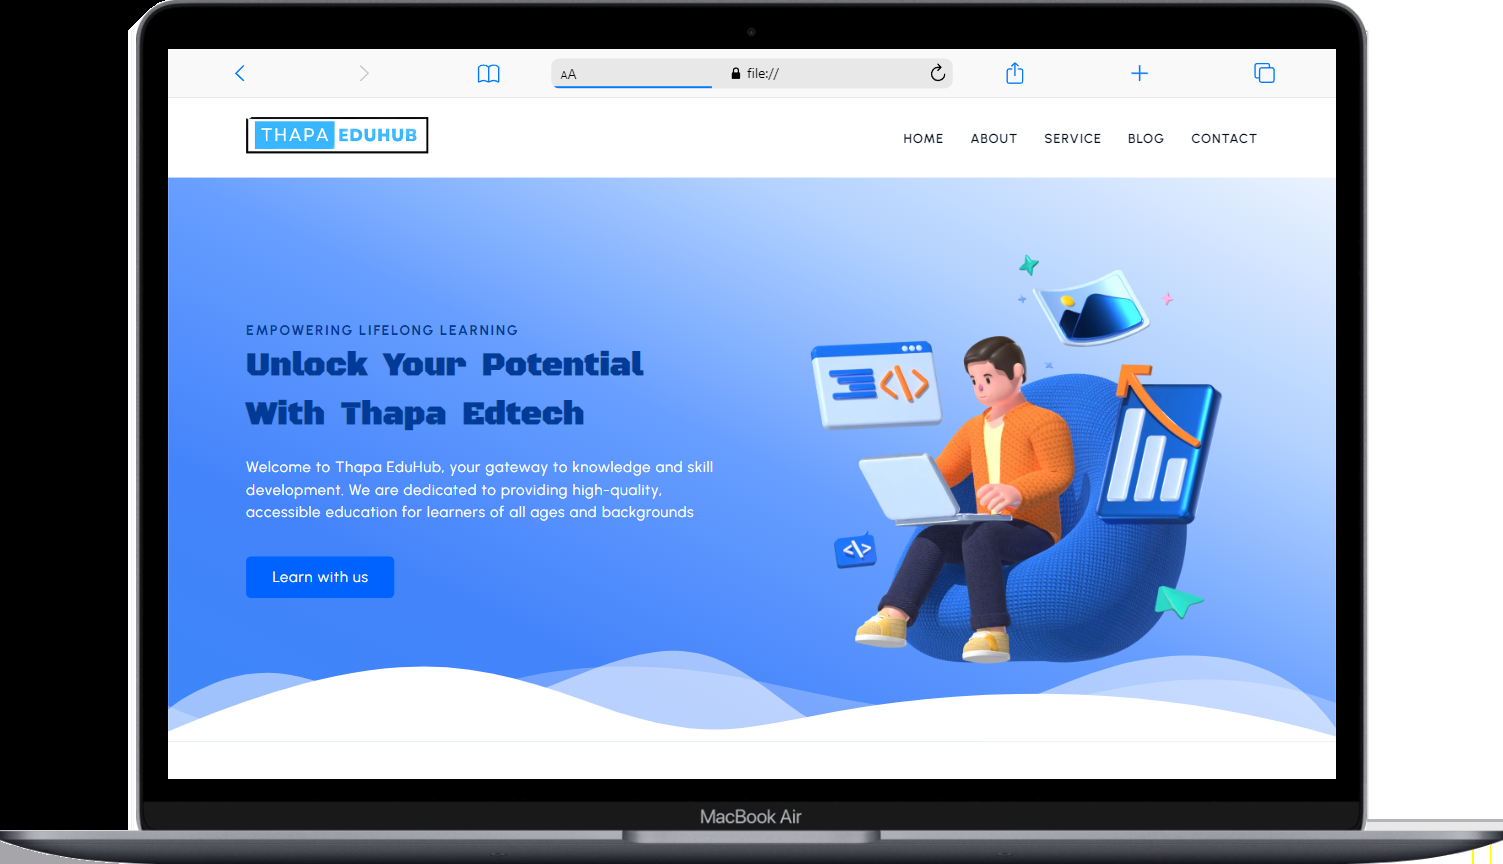 AA
file://
THAPA EDUHUB
HOME ABOUT SERVICE BLOG CONTACT
EMPOWERING LIFELONG LEARNING
Unlock Your Potential
With Thapa Edtech
Welcome to Thapa EduHub, your gateway to knowledge and skill
development. We are dedicated to providing high-quality,
accessible education for learners of all ages and backgrounds
Learn with us
</>
</>
MacBook Air